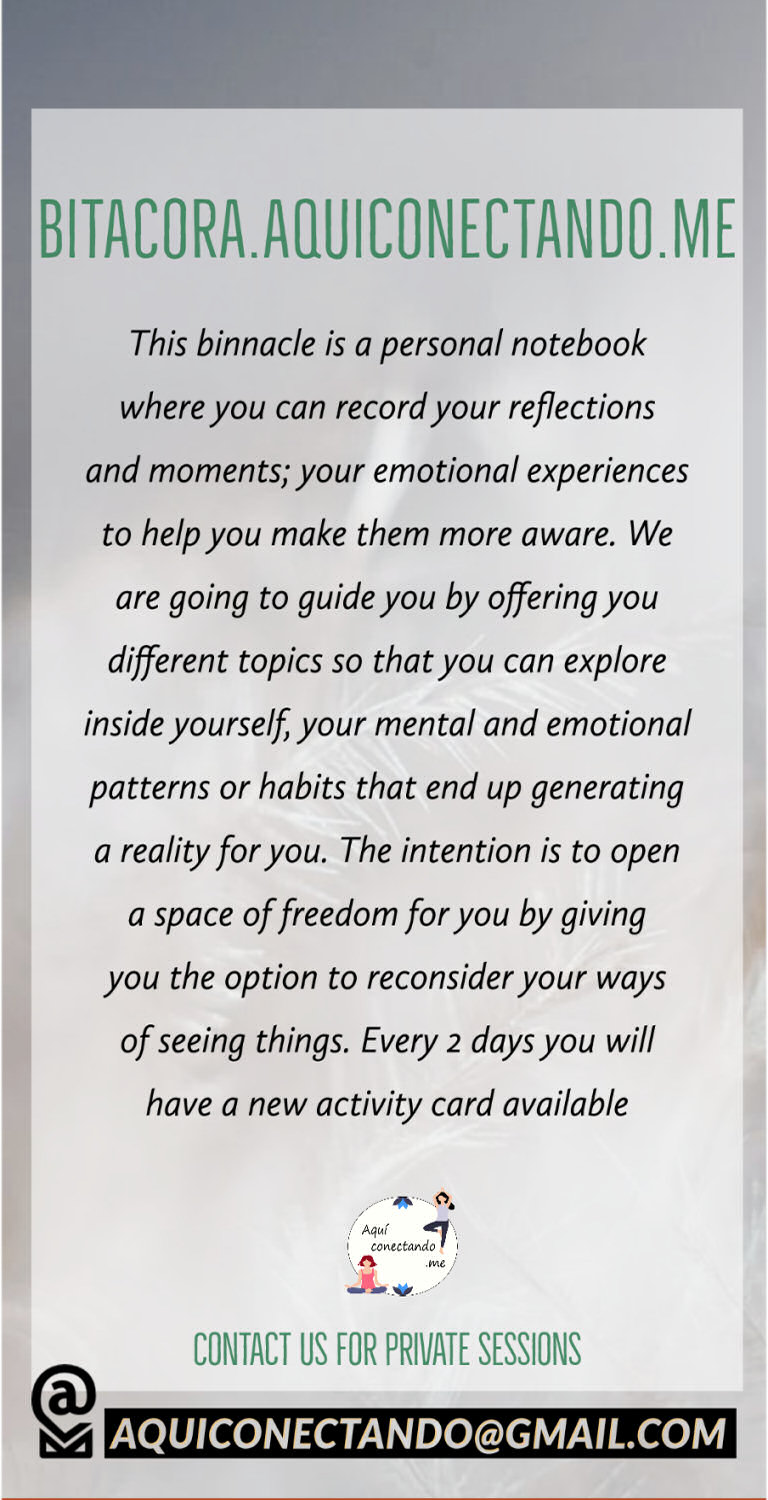 BITACORA.AQUICONECTANDO.ME
This binnacle is a personal notebook
where you can record your reflections
and moments; your emotional experiences
to help you make them more aware. We
are going to guide you by offering you
different topics so that you can explore
inside yourself, your mental and emotional
patterns or habits that end up generating
a reality for you. The intention is to open
a space of freedom for you by giving
you the option to reconsider your ways
of seeing things. Every 2 days you will
have a new activity card available
Aquí
conectando
.me
CONTACT US FOR PRIVATE SESSIONS
@
AQUICONECTANDO@GMAIL.COM